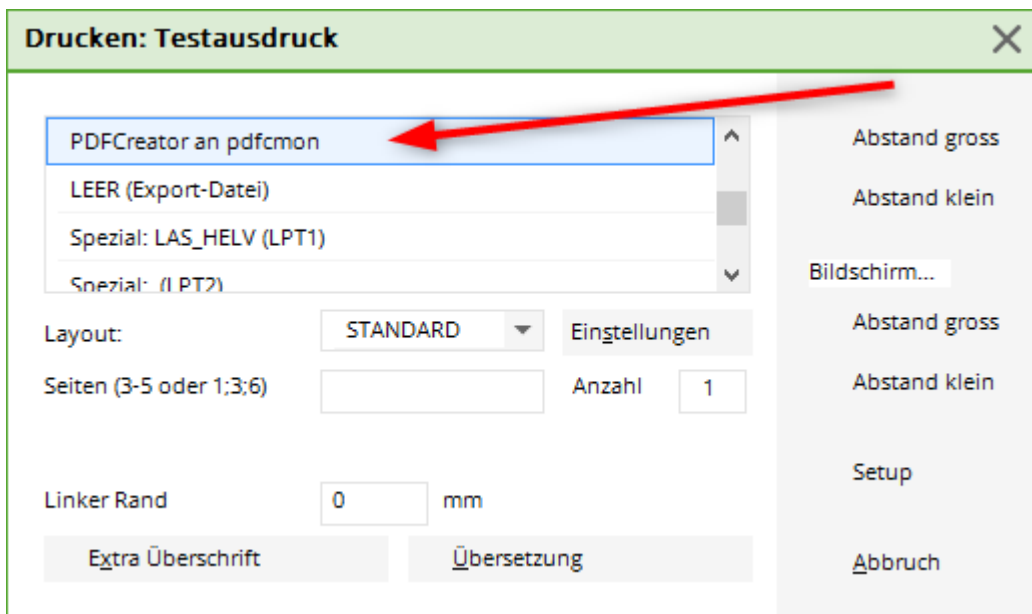 Drucken: Testausdruck
PDFCreator an pdfcmon
LEER (Export-Datei)
Spezial: LAS_HELV (LPT1)
Spezial: (LPT2)
Layout: STANDARD Einstellungen
Seiten (3-5 oder 1;3;6) Anzahl 1
Linker Rand 0 mm
Extra Überschrift Übersetzung
Abstand gross
Abstand klein
Bildschirm...
Abstand gross
Abstand klein
Setup
Abbruch